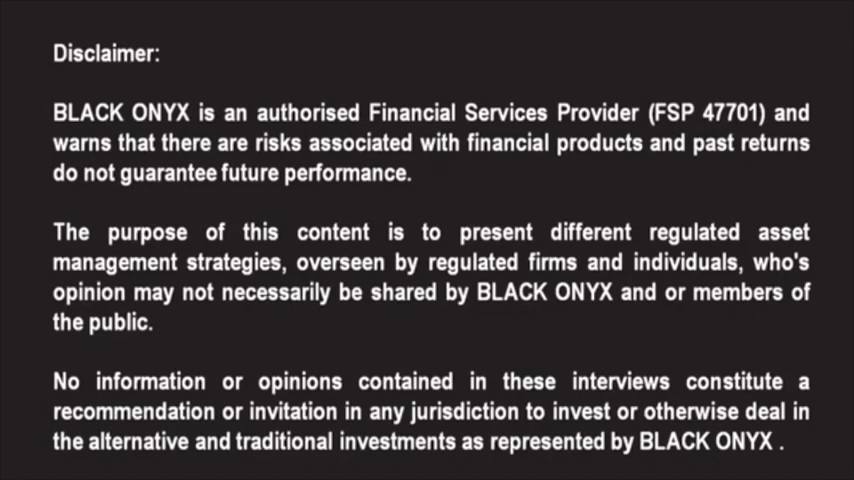 Disclaimer:
BLACK ONYX is an authorised Financial Services Provider (FSP 47701) and
warns that there are risks associated with financial products and past returns
do not guarantee future performance.
The purpose of this content is to present different regulated asset
management strategies, overseen by regulated firms and individuals, who's
opinion may not necessarily be shared by BLACK ONYX and or members of
the public.
No information or opinions contained in these interviews constitute a
recommendation or invitation in any jurisdiction to invest or otherwise deal in
the alternative and traditional investments as represented by BLACK ONYX .